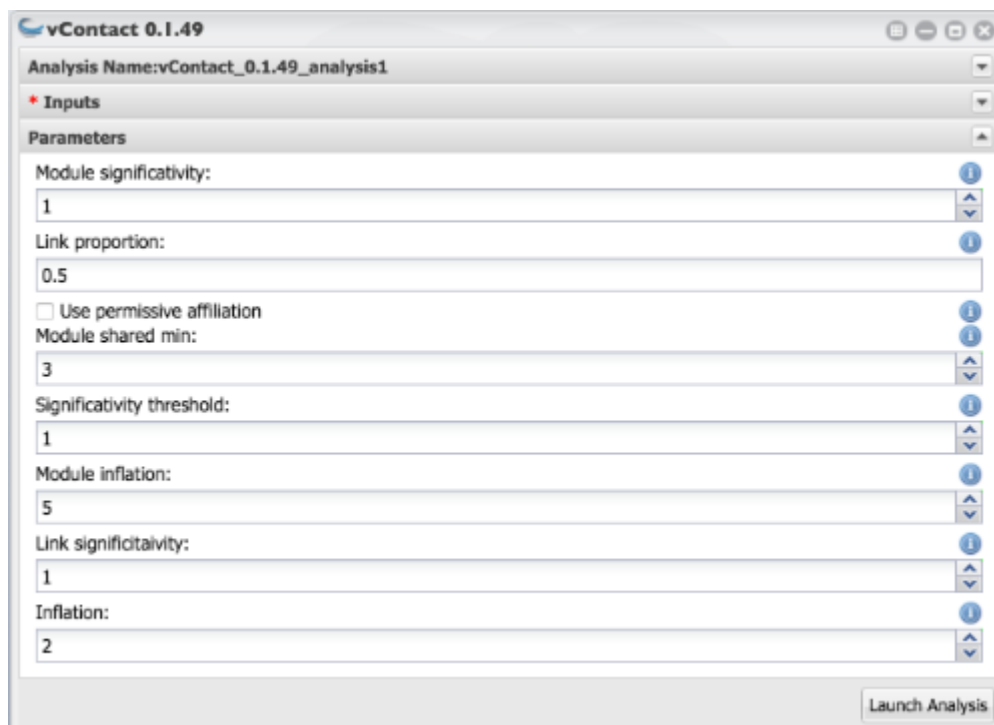 vContact 0.1.49
Analysis Name:vContact_0.1.49_analysis1
* Inputs
Parameters
Module significativity:
1
Link proportion:
0.5
Use permissive affiliation
Module shared min:
3
Significativity threshold:
1
Module inflation:
5
Link significitaivity:
1
Inflation:
2
Launch Analysis